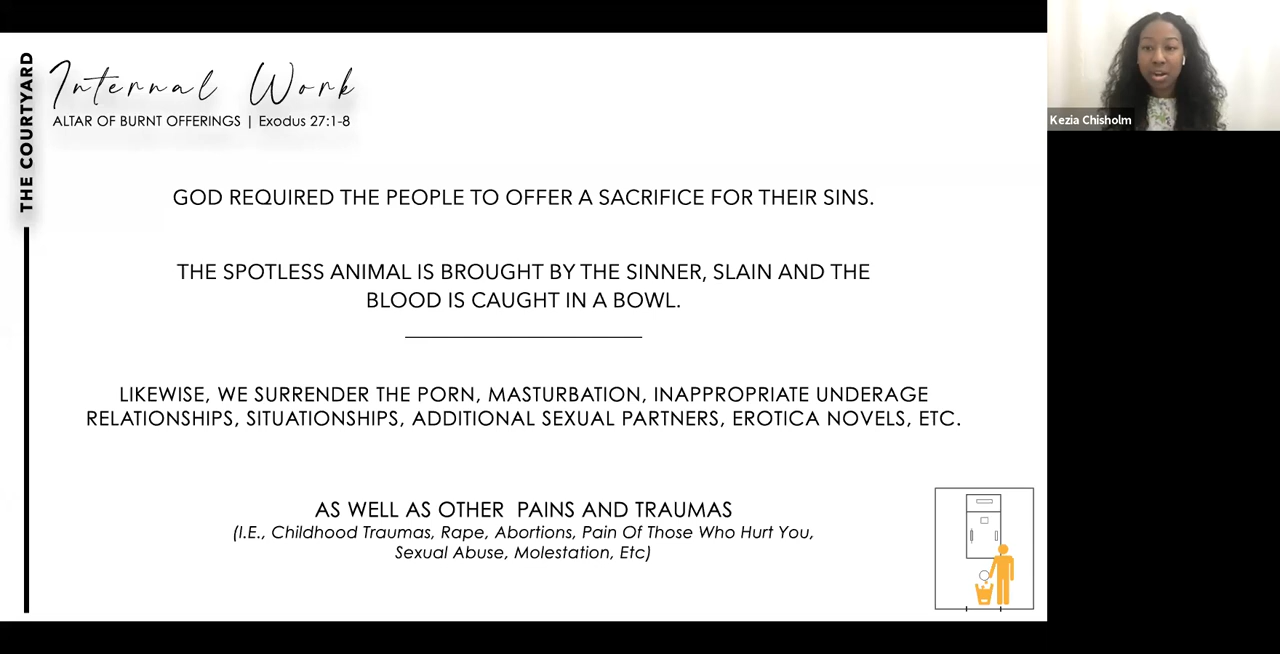 THE COURTYARD
Internal Work
ALTAR OF BURNT OFFERINGS | Exodus 27:1-8
GOD REQUIRED THE PEOPLE TO OFFER A SACRIFICE FOR THEIR SINS.
THE SPOTLESS ANIMAL IS BROUGHT BY THE SINNER, SLAIN AND THE
BLOOD IS CAUGHT IN A BOWL.
LIKEWISE, WE SURRENDER THE PORN, MASTURBATION, INAPPROPRIATE UNDERAGE
RELATIONSHIPS, SITUATIONSHIPS, ADDITIONAL SEXUAL PARTNERS, EROTICA NOVELS, ETC.
AS WELL AS OTHER PAINS AND TRAUMAS
(I.E., Childhood Traumas, Rape, Abortions, Pain Of Those Who Hurt You,
Sexual Abuse, Molestation, Etc)
Kezia Chisholm